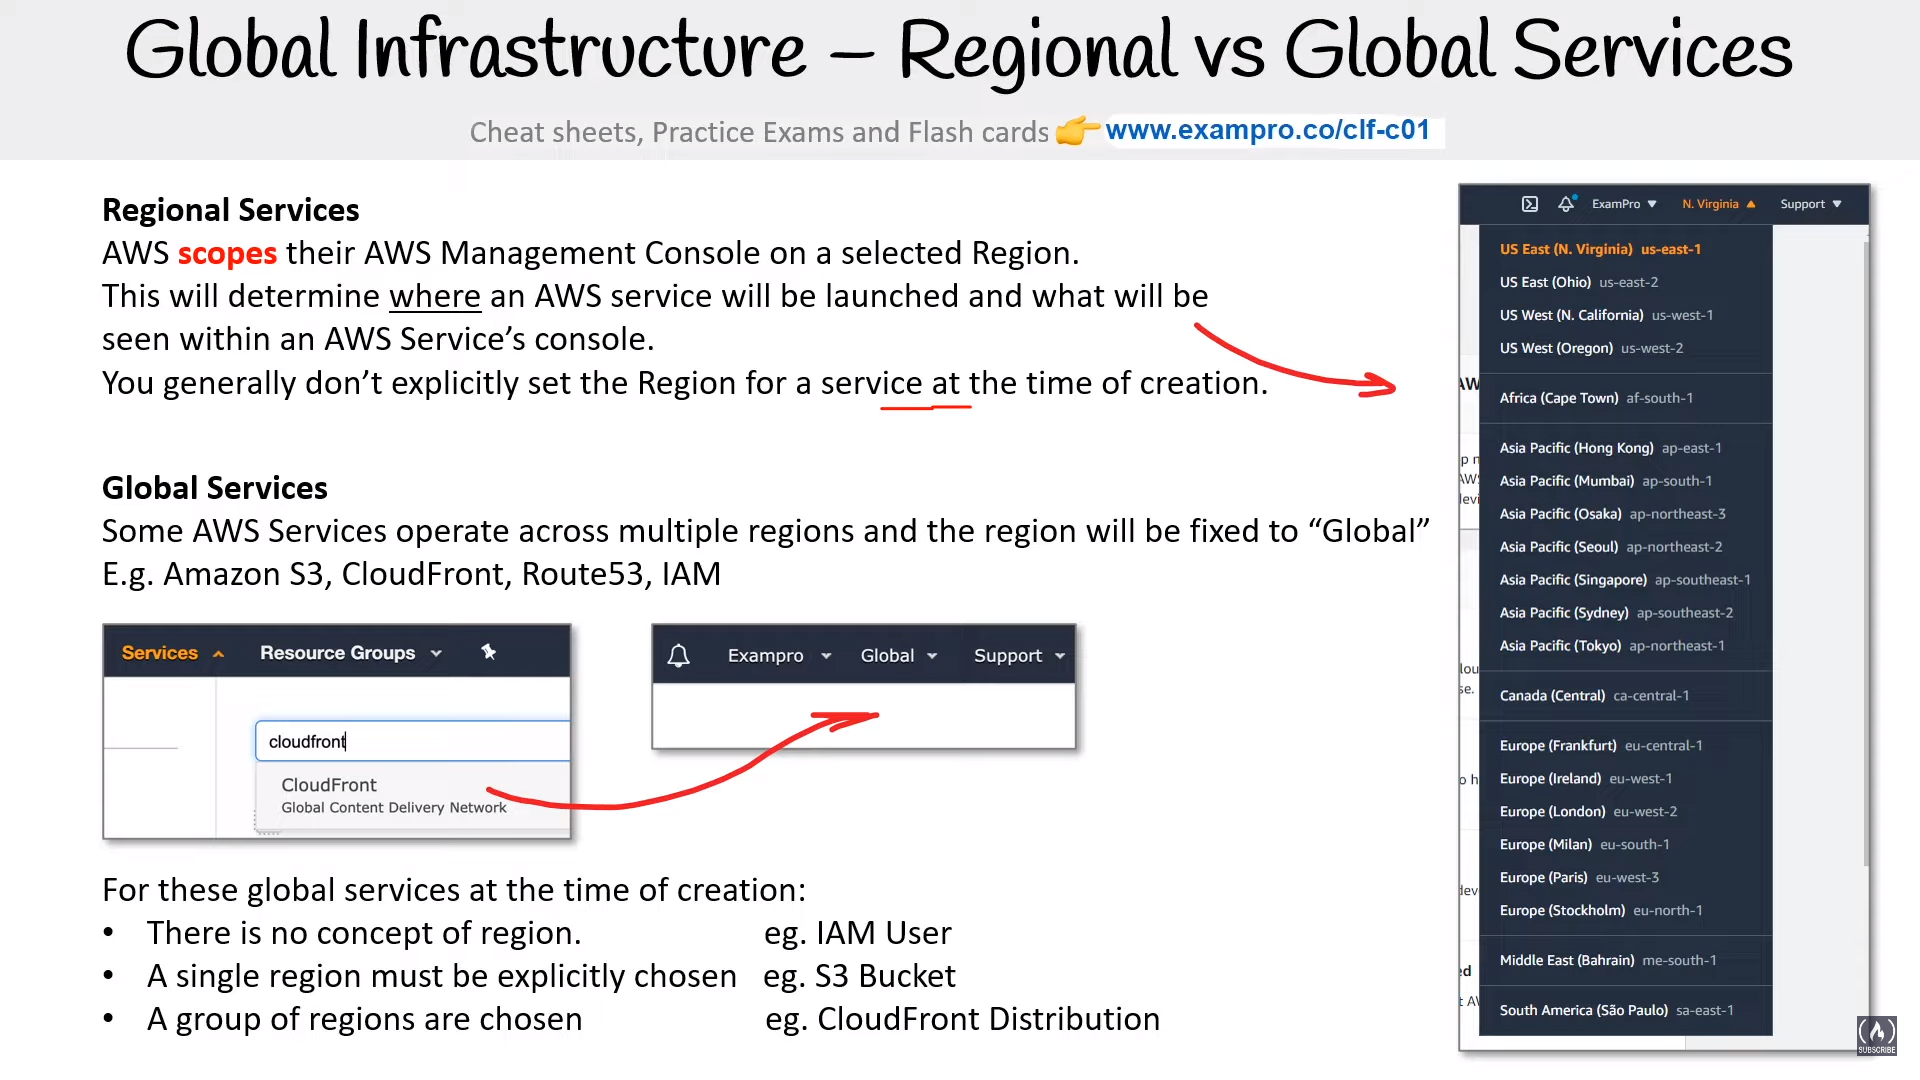 Global Infrastructure – Regional vs Global Services
Cheat sheets, Practice Exams and Flash cards 👉 www.exampro.co/clf-c01
Regional Services
AWS scopes their AWS Management Console on a selected Region.
This will determine where an AWS service will be launched and what will be
seen within an AWS Service’s console.
You generally don’t explicitly set the Region for a service at the time of creation.
Global Services
Some AWS Services operate across multiple regions and the region will be fixed to “Global”
E.g. Amazon S3, CloudFront, Route53, IAM
Services Resource Groups
cloudfront
CloudFront
Global Content Delivery Network
Exampro Global Support
For these global services at the time of creation:
• There is no concept of region. eg. IAM User
• A single region must be explicitly chosen eg. S3 Bucket
• A group of regions are chosen eg. CloudFront Distribution
ExamPro N. Virginia Support
US East (N. Virginia) us-east-1
US East (Ohio) us-east-2
US West (N. California) us-west-1
US West (Oregon) us-west-2
Africa (Cape Town) af-south-1
Asia Pacific (Hong Kong) ap-east-1
Asia Pacific (Mumbai) ap-south-1
Asia Pacific (Osaka) ap-northeast-3
Asia Pacific (Seoul) ap-northeast-2
Asia Pacific (Singapore) ap-southeast-1
Asia Pacific (Sydney) ap-southeast-2
Asia Pacific (Tokyo) ap-northeast-1
Canada (Central) ca-central-1
Europe (Frankfurt) eu-central-1
Europe (Ireland) eu-west-1
Europe (London) eu-west-2
Europe (Milan) eu-south-1
Europe (Paris) eu-west-3
Europe (Stockholm) eu-north-1
Middle East (Bahrain) me-south-1
South America (São Paulo) sa-east-1
SUBSCRIBE